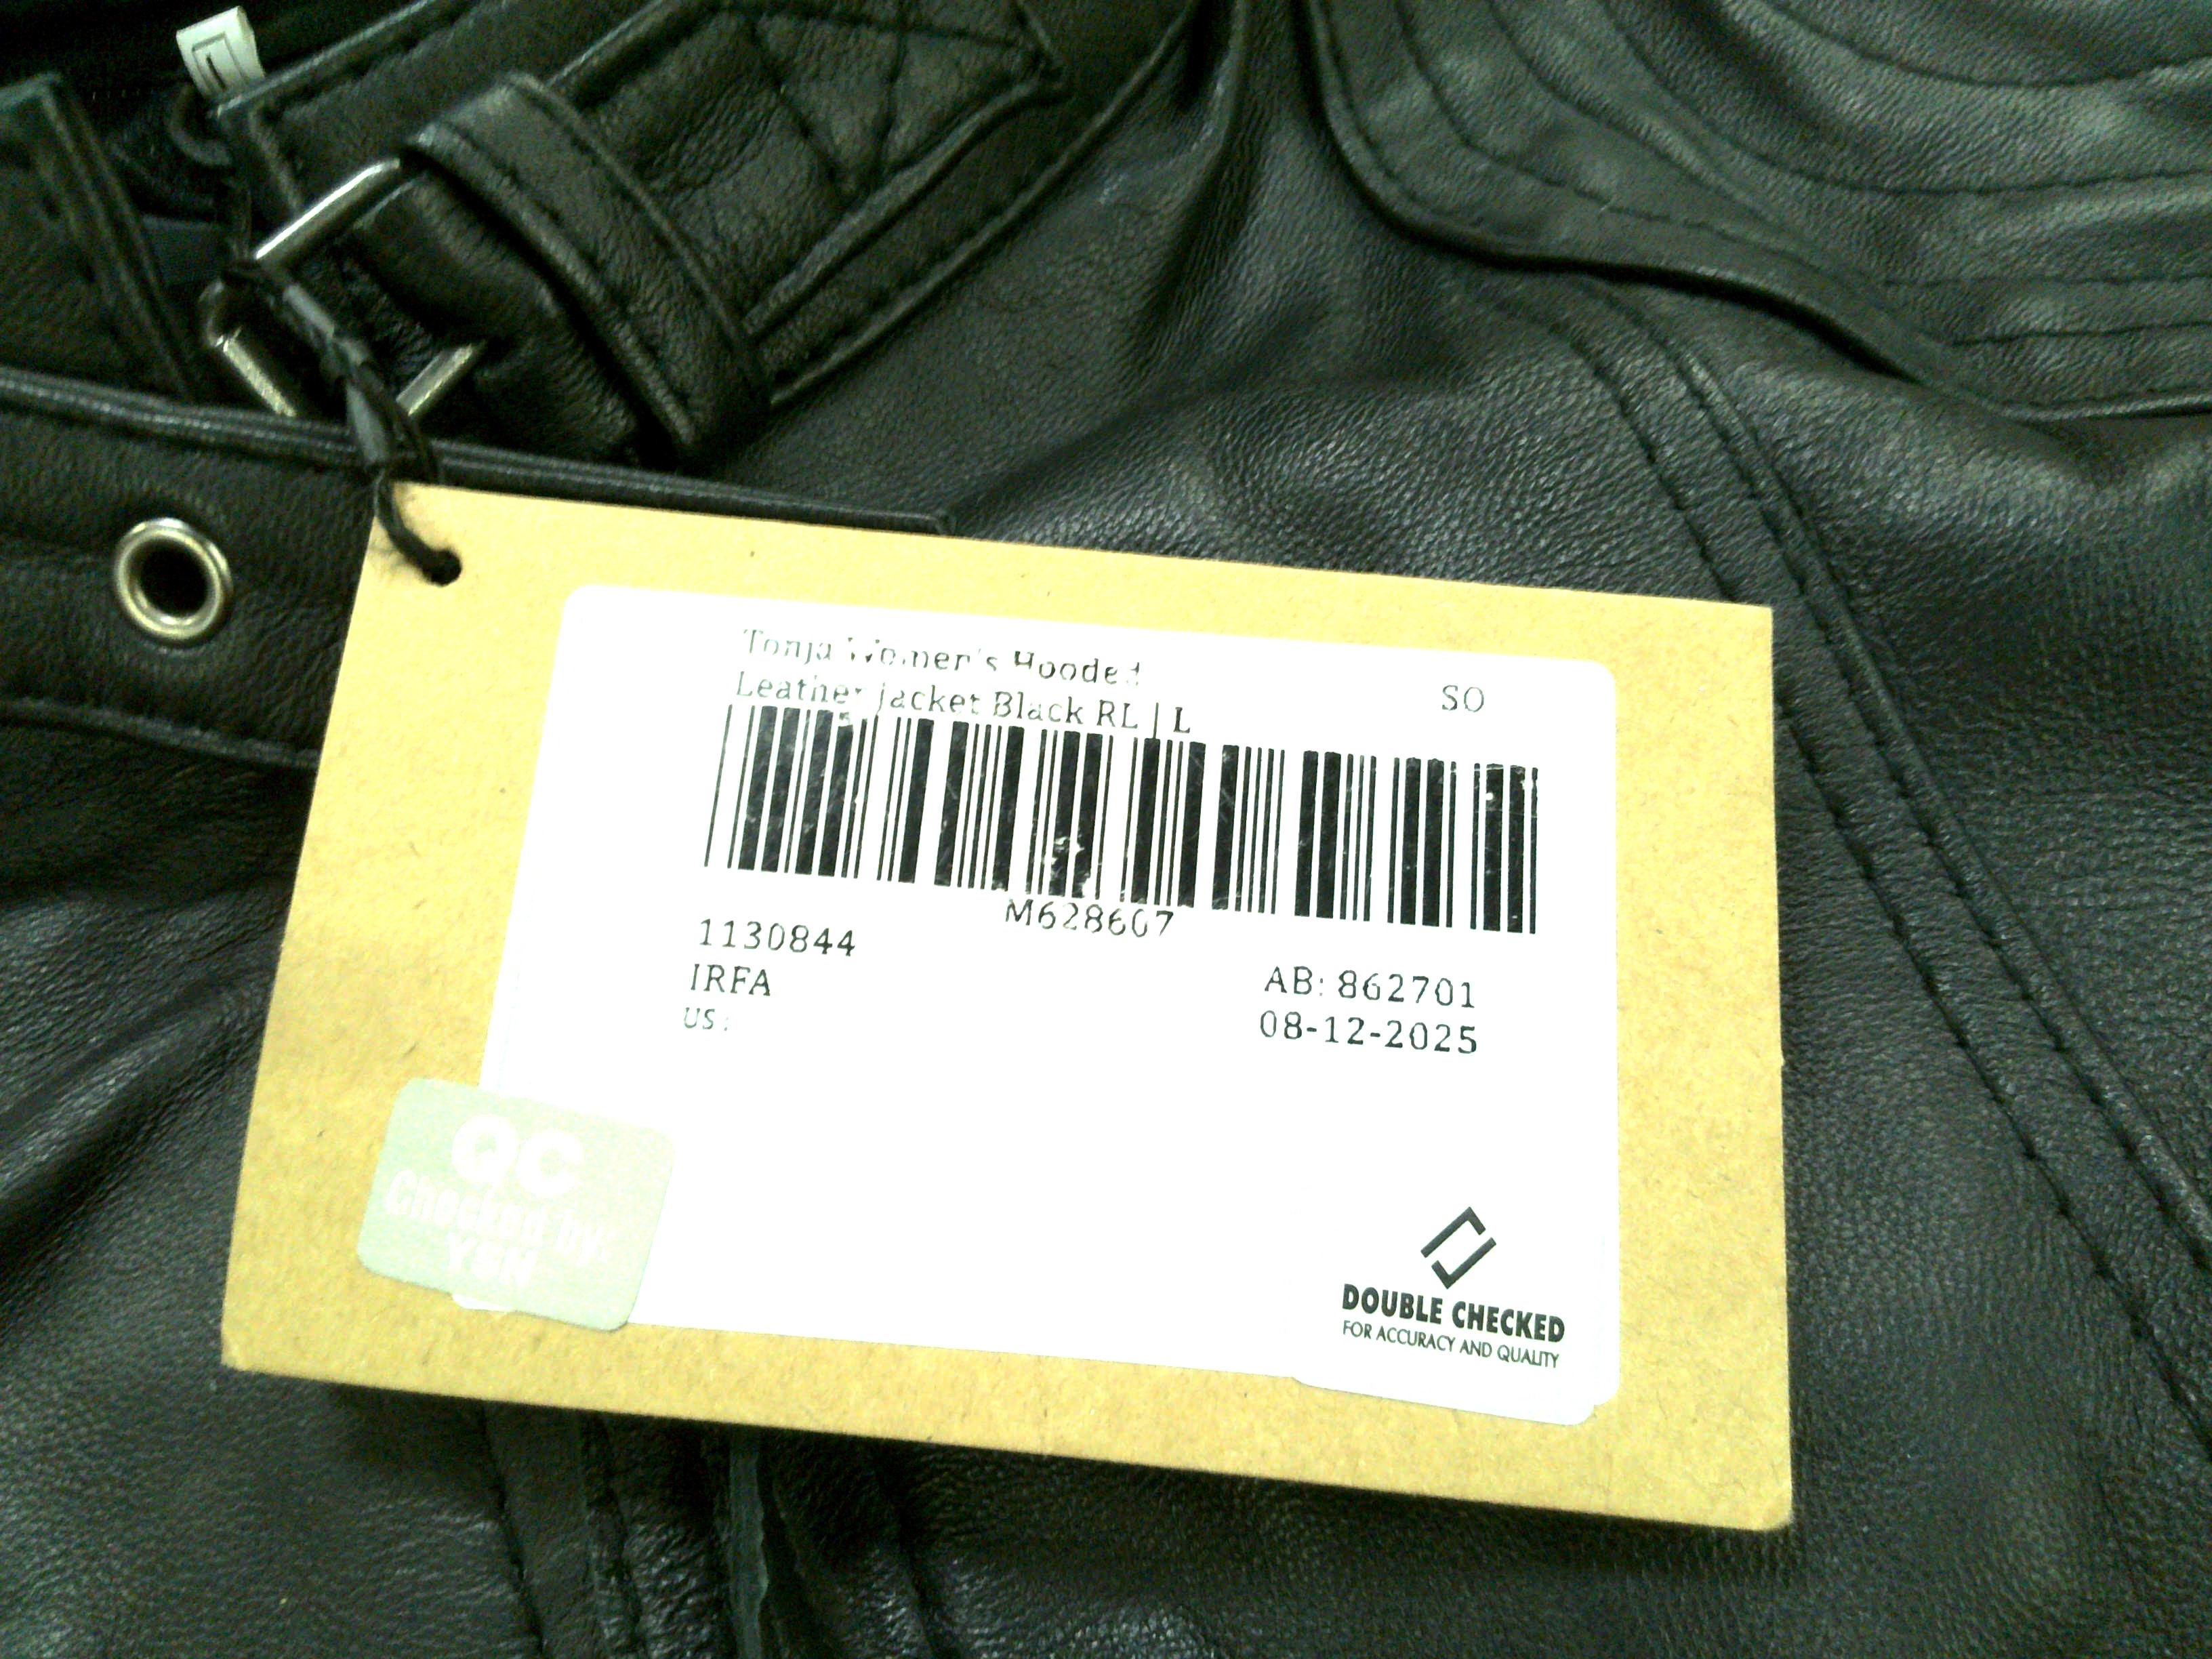 L
Tonja Women's Hooded
Leather jacket Black RL | L
SO
M628607
1130844
IRFA
US :
AB: 862701
08-12-2025
QC
Checked by:
YSN
DOUBLE CHECKED
FOR ACCURACY AND QUALITY